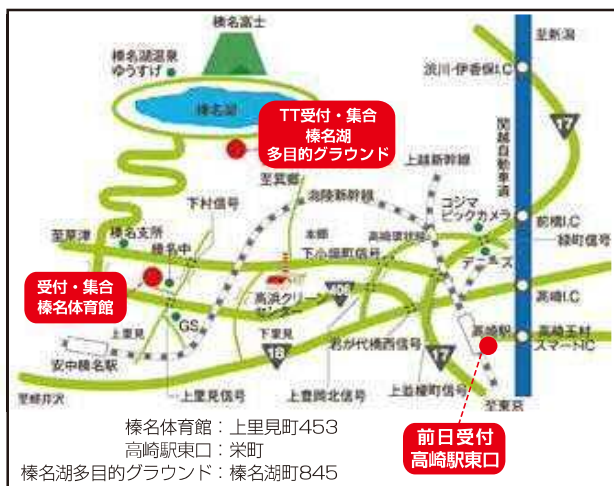 榛名富士
至新潟
榛名湖温泉
ゆうすげ
渋川・伊香保I.C
榛名湖
TT受付・集合
榛名湖
多目的グラウンド
17
関越自動車道
上越新幹線
至箕郷
北陸新幹線
下村信号
コジマ
ビックカメラ
前橋I.C
至草津
榛名支所
榛名中
本郷
高崎環状線
下小塙町信号
緑町信号
受付・集合
榛名体育館
高浜クリーン
センター
406
高崎I.C
上里見
GS
下里見
18
君が代橋西信号
17
高崎駅
高崎玉村
スマートIC
安中榛名駅
上里見信号
上豊岡北信号
上並榎町信号
至軽井沢
至東京
榛名体育館：上里見町453
高崎駅東口：栄町
榛名湖多目的グラウンド：榛名湖町845
前日受付
高崎駅東口